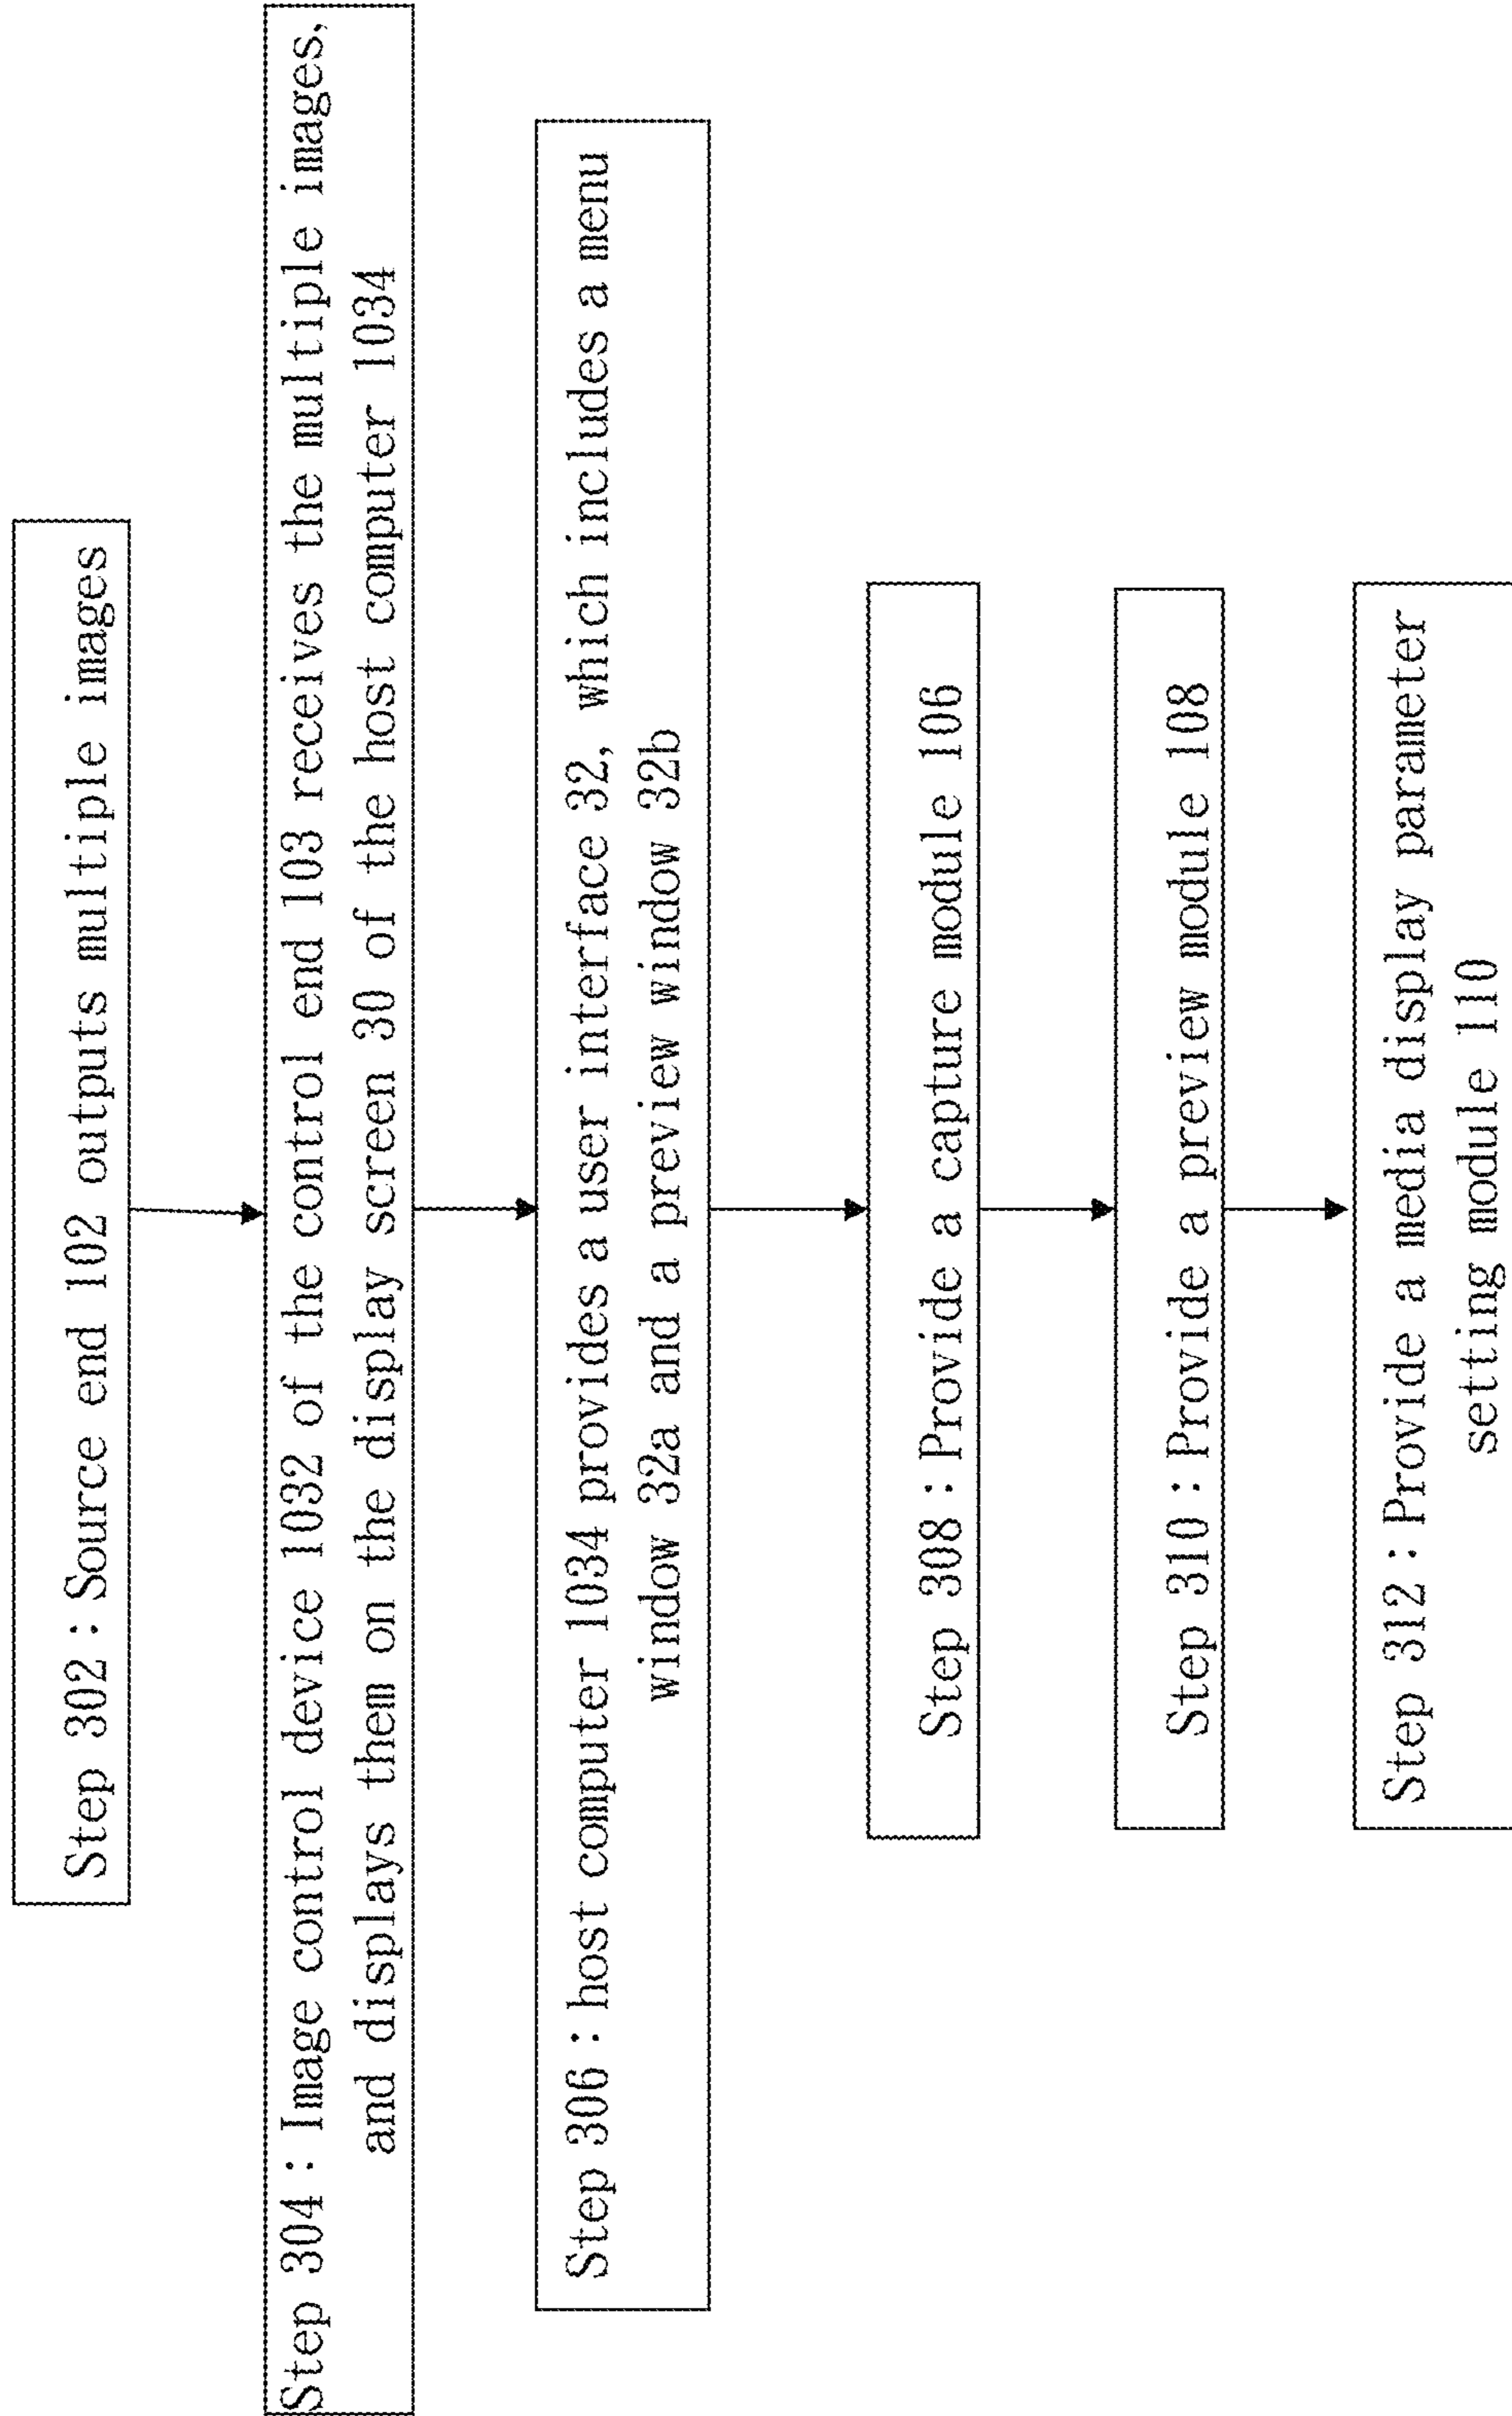 Step 302 : Source end 102 outputs multiple images
Step 304 : Image control device 1032 of the control end 103 receives the multiple images,
and displays them on the display screen 30 of the host computer 1034
Step 306 : host computer 1034 provides a user interface 32, which includes a menu
window 32a and a preview window 32b
Step 308 : Provide a capture module 106
Step 310 : Provide a preview module 108
Step 312 : Provide a media display parameter
setting module 110